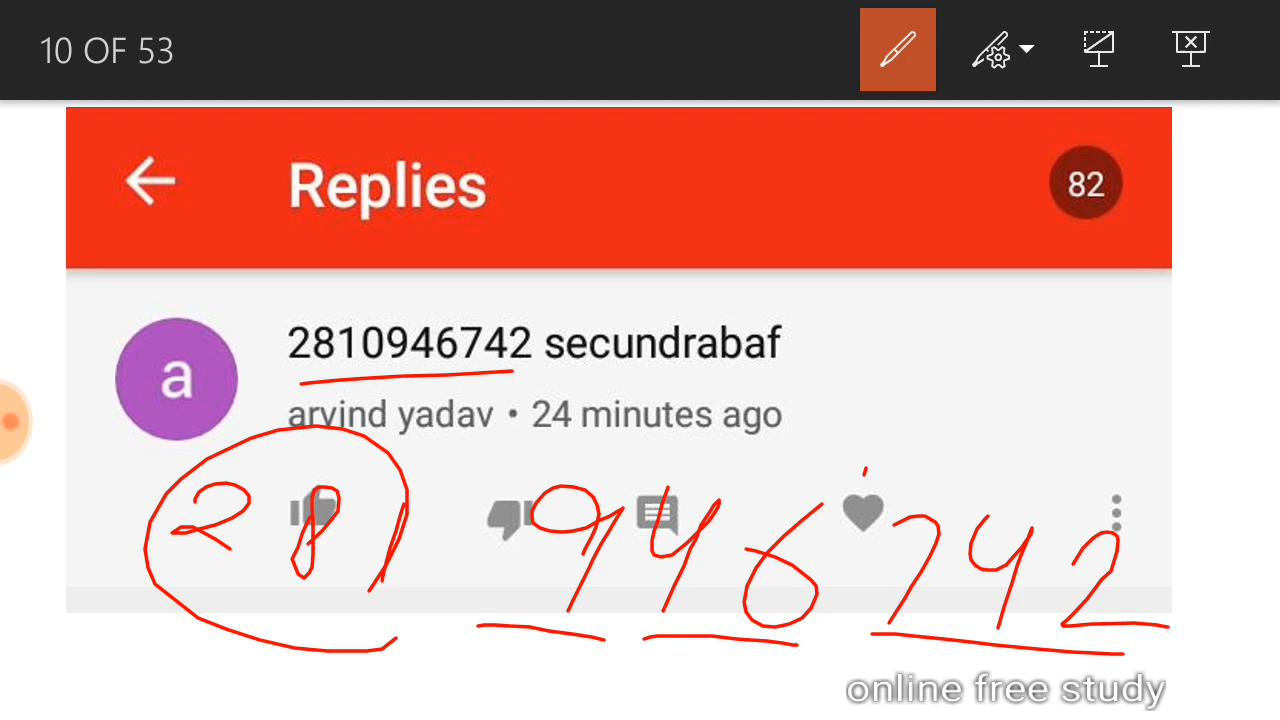 10 OF 53
Replies
82
a
2810946742 secundrabaf
arvind yadav • 24 minutes ago
281 946742
online free study